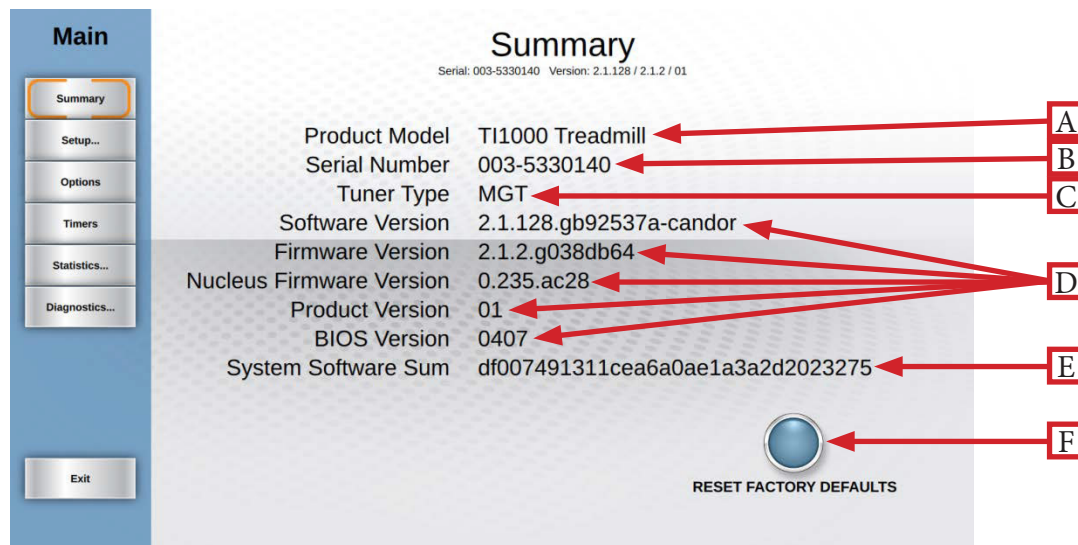 Main
Summary
Setup...
Options
Timers
Statistics...
Diagnostics...
Exit
Summary
Serial: 003-5330140 Version: 2.1.128 / 2.1.2 / 01
Product Model TI1000 Treadmill
Serial Number 003-5330140
Tuner Type MGT
Software Version 2.1.128.gb92537a-candor
Firmware Version 2.1.2.g038db64
Nucleus Firmware Version 0.235.ac28
Product Version 01
BIOS Version 0407
System Software Sum df007491311cea6a0ae1a3a2d2023275
RESET FACTORY DEFAULTS
A
B
C
D
E
F